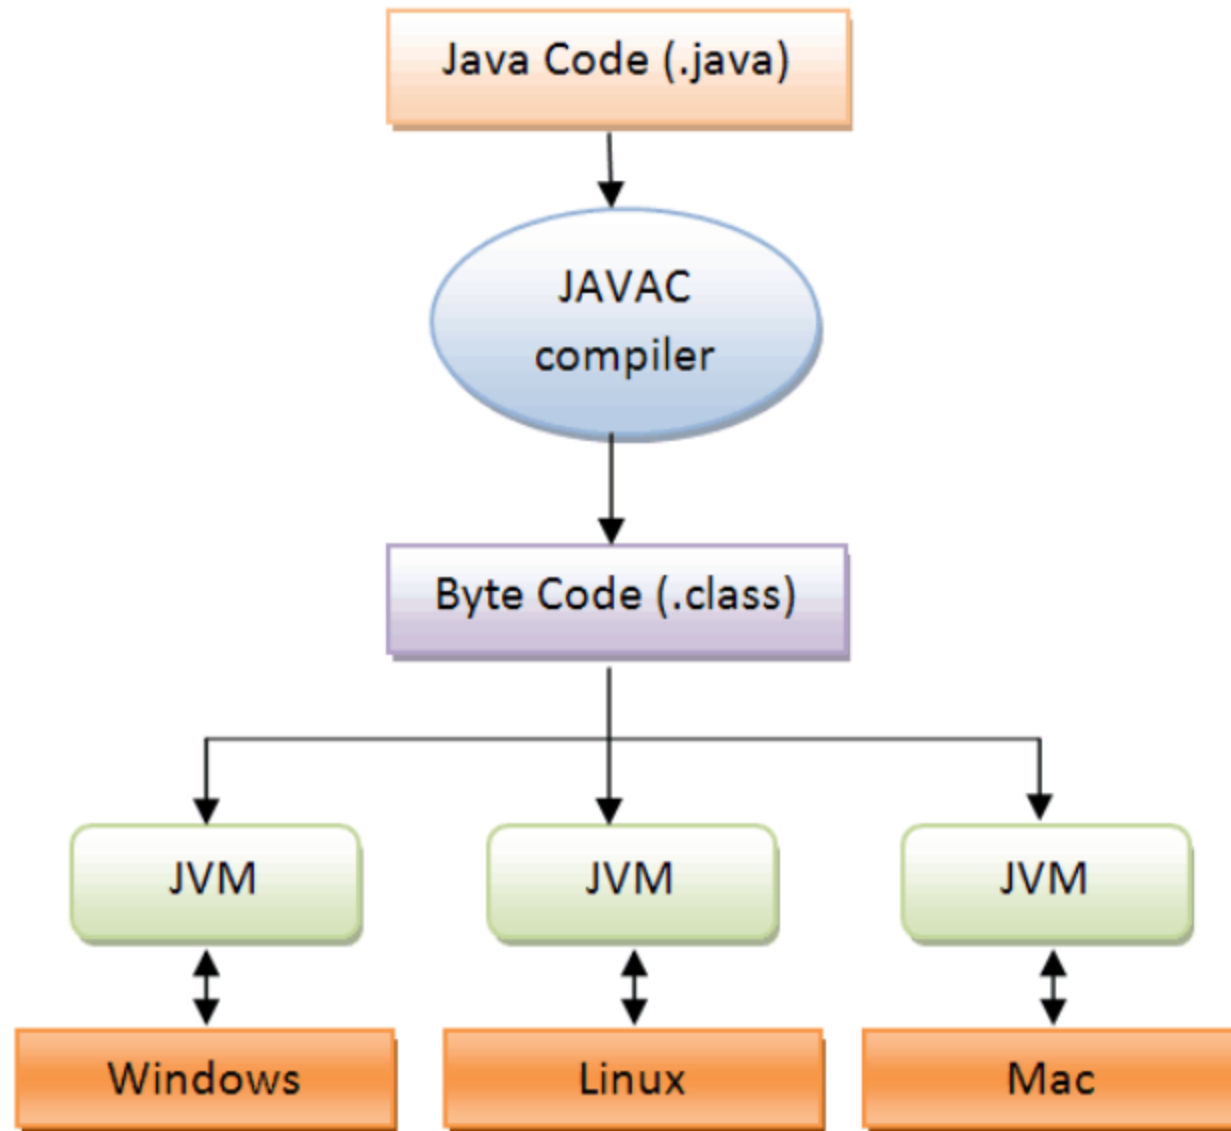 Java Code (.java)
JAVAC
compiler
Byte Code (.class)
JVM
JVM
JVM
Windows
Linux
Mac